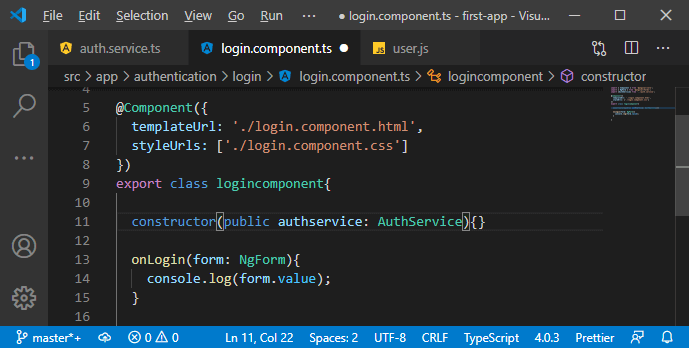 File Edit Selection View Go Run ··· ● login.component.ts - first-app - Visu...
auth.service.ts login.component.ts ● JS user.js ···
src > app > authentication > login > login.component.ts > logincomponent > constructor
1
4
5 @Component({
6 templateUrl: './login.component.html',
7 styleUrls: ['./login.component.css']
8 })
9 export class logincomponent{
10
11 constructor(public authservice: AuthService){}
12
13 onLogin(form: NgForm){
14 console.log(form.value);
15 }
16
master*+ 0 0 Ln 11, Col 22 Spaces: 2 UTF-8 CRLF TypeScript 4.0.3 Prettier